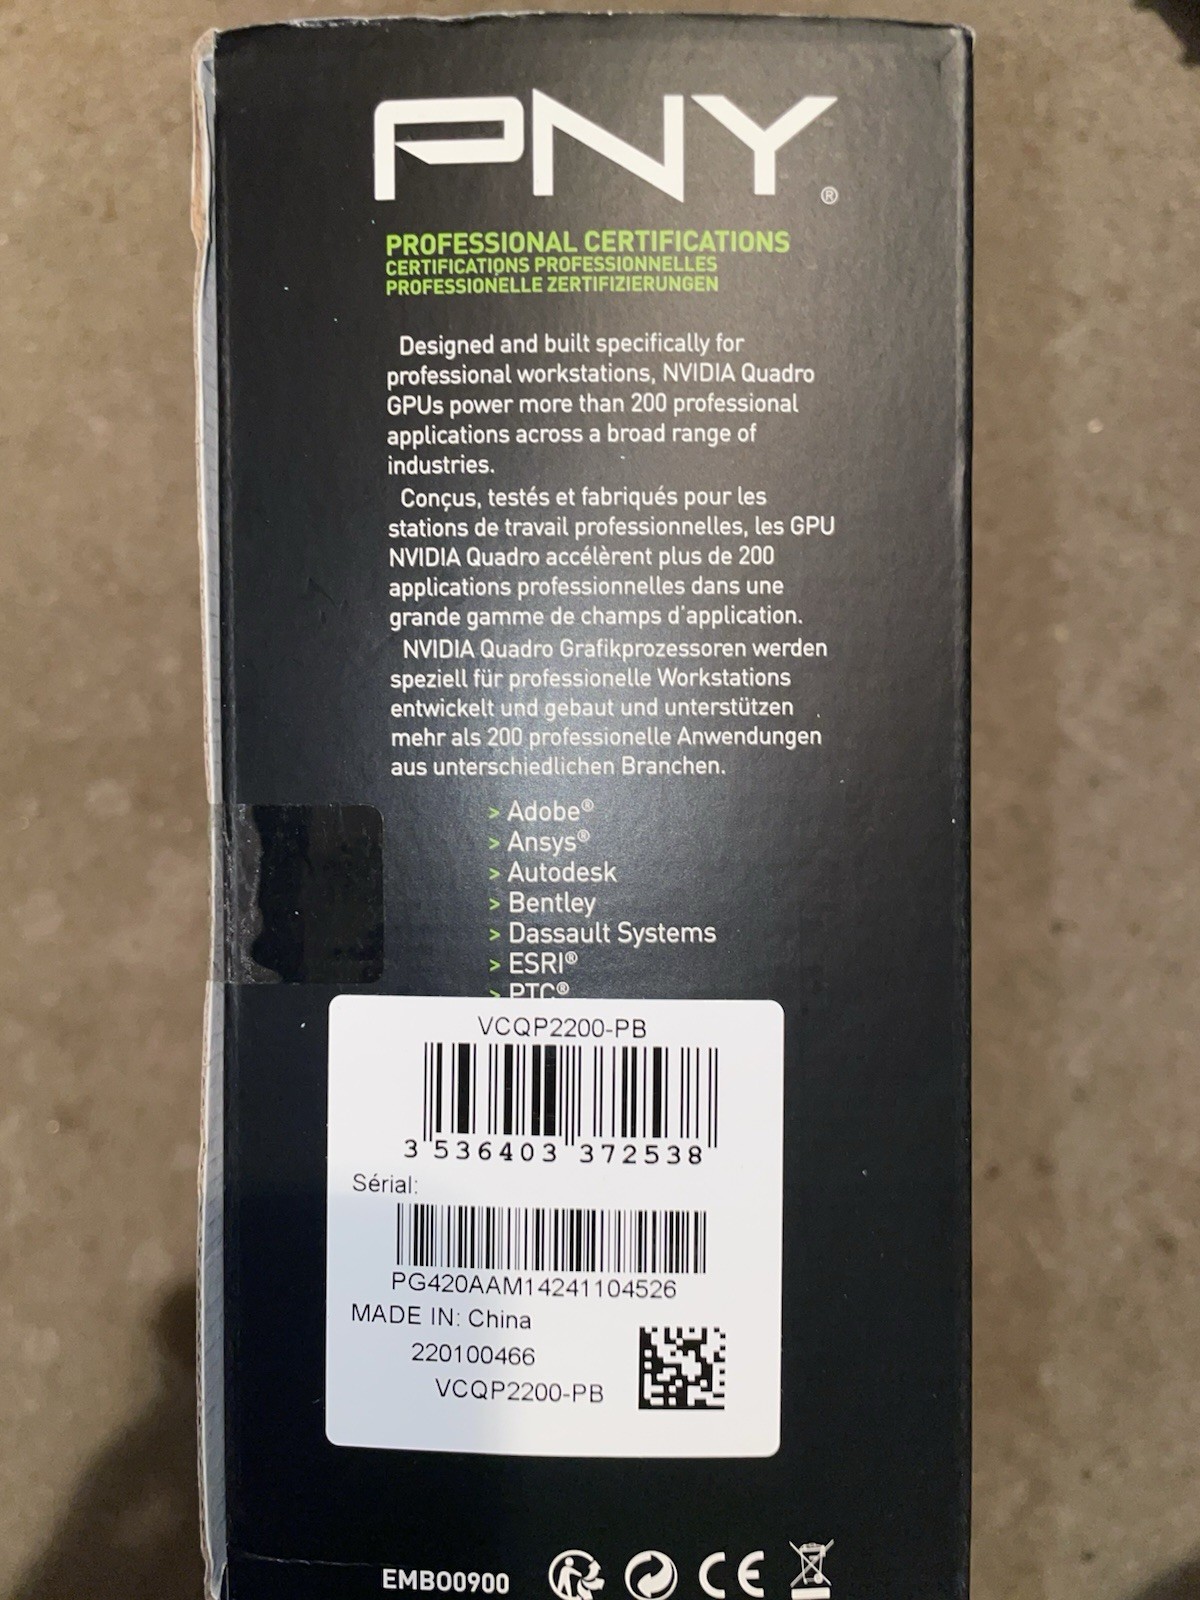 PNY®
PROFESSIONAL CERTIFICATIONS
CERTIFICATIONS PROFESSIONNELLES
PROFESSIONELLE ZERTIFIZIERUNGEN
Designed and built specifically for
professional workstations, NVIDIA Quadro
GPUs power more than 200 professional
applications across a broad range of
industries.
Conçus, testés et fabriqués pour les
stations de travail professionnelles, les GPU
NVIDIA Quadro accélèrent plus de 200
applications professionnelles dans une
grande gamme de champs d'application.
NVIDIA Quadro Grafikprozessoren werden
speziell für professionelle Workstations
entwickelt und gebaut und unterstützen
mehr als 200 professionelle Anwendungen
aus unterschiedlichen Branchen.
> Adobe®
> Ansys®
> Autodesk
> Bentley
> Dassault Systems
> ESRI®
> PTC®
VCQP2200-PB
3 536403 372538
Sérial:
PG420AAM14241104526
MADE IN: China
220100466
VCQP2200-PB
EMBO0900 CE